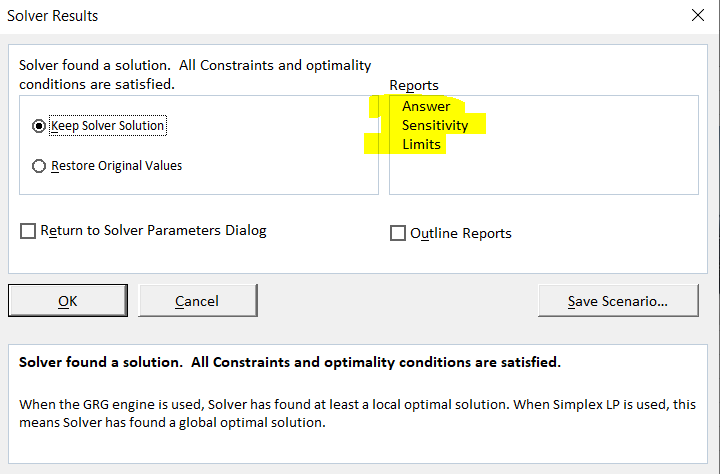 Solver Results
Solver found a solution.  All Constraints and optimality
conditions are satisfied.
Reports
Answer
Sensitivity
Limits
Keep Solver Solution
Restore Original Values
Return to Solver Parameters Dialog
Outline Reports
OK
Cancel
Save Scenario...
Solver found a solution.  All Constraints and optimality conditions are satisfied.
When the GRG engine is used, Solver has found at least a local optimal solution. When Simplex LP is used, this
means Solver has found a global optimal solution.